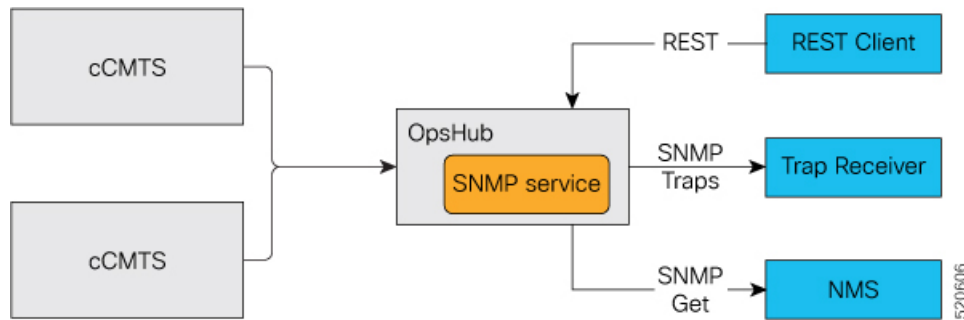 cCMTS
cCMTS
OpsHub
SNMP service
REST
REST Client
SNMP
Traps
Trap Receiver
SNMP
Get
NMS
520606